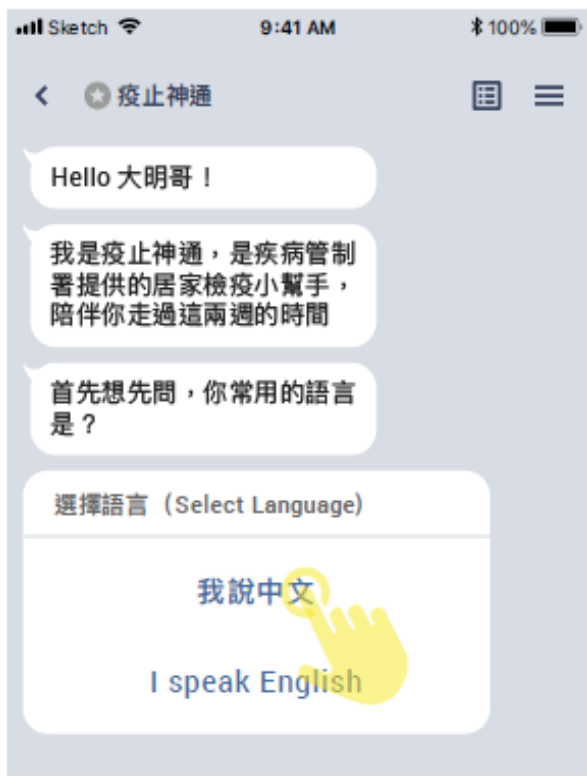 Sketch 9:41 AM 100%
疫止神通
Hello 大明哥！
我是疫止神通，是疾病管制
署提供的居家檢疫小幫手，
陪伴你走過這兩週的時間
首先想先問，你常用的語言
是？
選擇語言（Select Language）
我說中文
I speak English